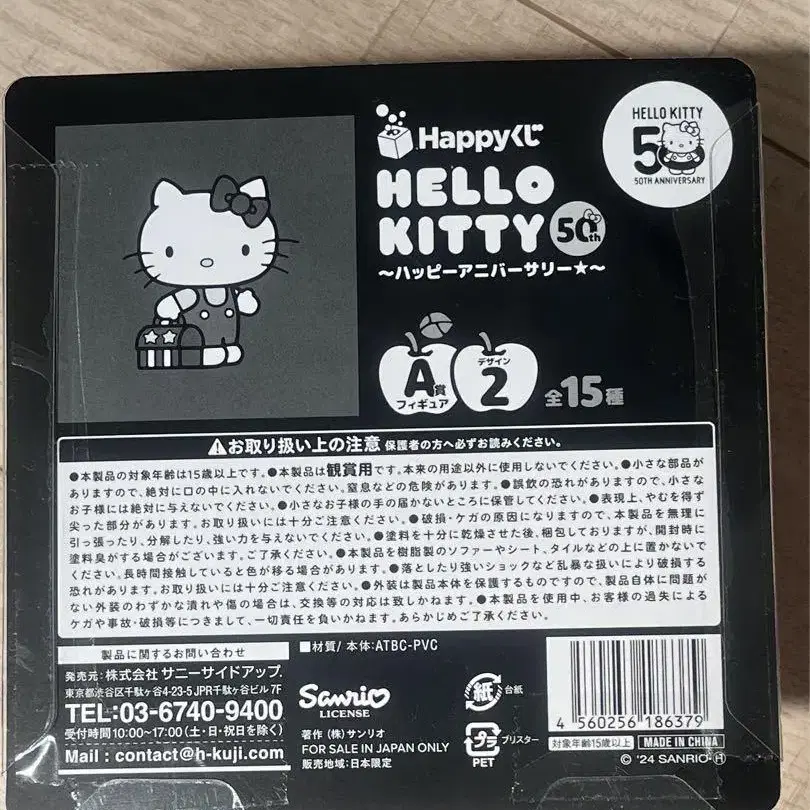 Happyくじ
HELLO KITTY
50
50TH ANNIVERSARY
HELLO
KITTY 50th
～ハッピーアニバーサリー★～
A賞
フィギュア
デザイン
2
全15種
⚠お取り扱い上の注意 保護者の方へ必ずお読みください。
●本製品の対象年齢は15歳以上です。●本製品は観賞用です。本来の用途以外に使用しないでください。●小さな部品が
ありますので、絶対に口の中に入れないでください。窒息などの危険があります。●誤飲の恐れがありますので、小さな
お子様には絶対に与えないでください。●小さなお子様の手の届かないところに保管してください。●表現上、やむを得ず
尖った部分があります。お取り扱いには十分ご注意ください。●破損・ケガの原因になりますので、本製品を無理に
引っ張ったり、分解したり、強い力を与えないでください。●塗料を十分に乾燥させた後、梱包しておりますが、開封時に
塗料臭がする場合がございます。ご了承ください。●本製品を樹脂製のソファーやシート、タイルなどの上に置かないで
ください。長時間接触していると色が移る場合があります。●落としたり強いショックなど乱暴な扱いにより破損する
恐れがあります。お取り扱いには十分ご注意ください。●外装は製品本体を保護するものですので、製品自体に問題が
ない外装のわずかな潰れや傷の場合は、交換等の対応は致しかねます。●本製品を使用中、お客様の過失による
ケガや事故・破損等につきまして、一切責任を負いかねます。あらかじめご了承ください。
製品に関するお問い合わせ
発売元:株式会社 サニーサイドアップ.
東京都渋谷区千駄ヶ谷4-23-5 JPR千駄ヶ谷ビル 7F
TEL:03-6740-9400
受付時間10:00〜17:00(土・日・祝日を除く)
Mail : contact@h-kuji.com
■材質/ 本体:ATBC-PVC
Sanrio
LICENSE
著作 (株)サンリオ
FOR SALE IN JAPAN ONLY
販売地域:日本限定
紙 台紙
プラ ブリスター
PET
4 560256 186379
対象年齢15歳以上 MADE IN CHINA
© '24 SANRIO-Ⓗ